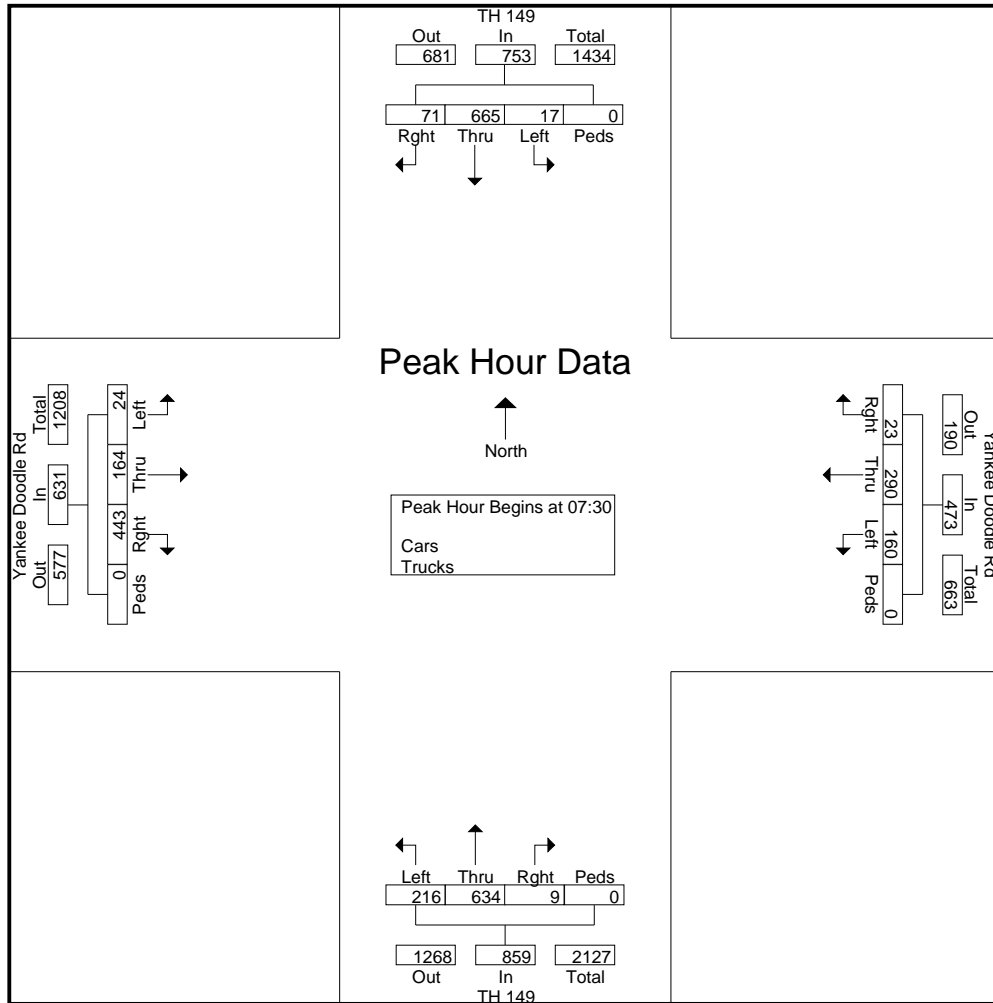 TH 149
Out In Total
681 753 1434
71 665 17 0
Rght Thru Left Peds
Peak Hour Data
North
Peak Hour Begins at 07:30
Cars
Trucks
Yankee Doodle Rd
Out In Total
577 631 1208
0 443 164 24
Peds Rght Thru Left
Yankee Doodle Rd
Out In Total
190 473 663
23 290 160 0
Rght Thru Left Peds
Left Thru Rght Peds
216 634 9 0
1268 859 2127
Out In Total
TH 149